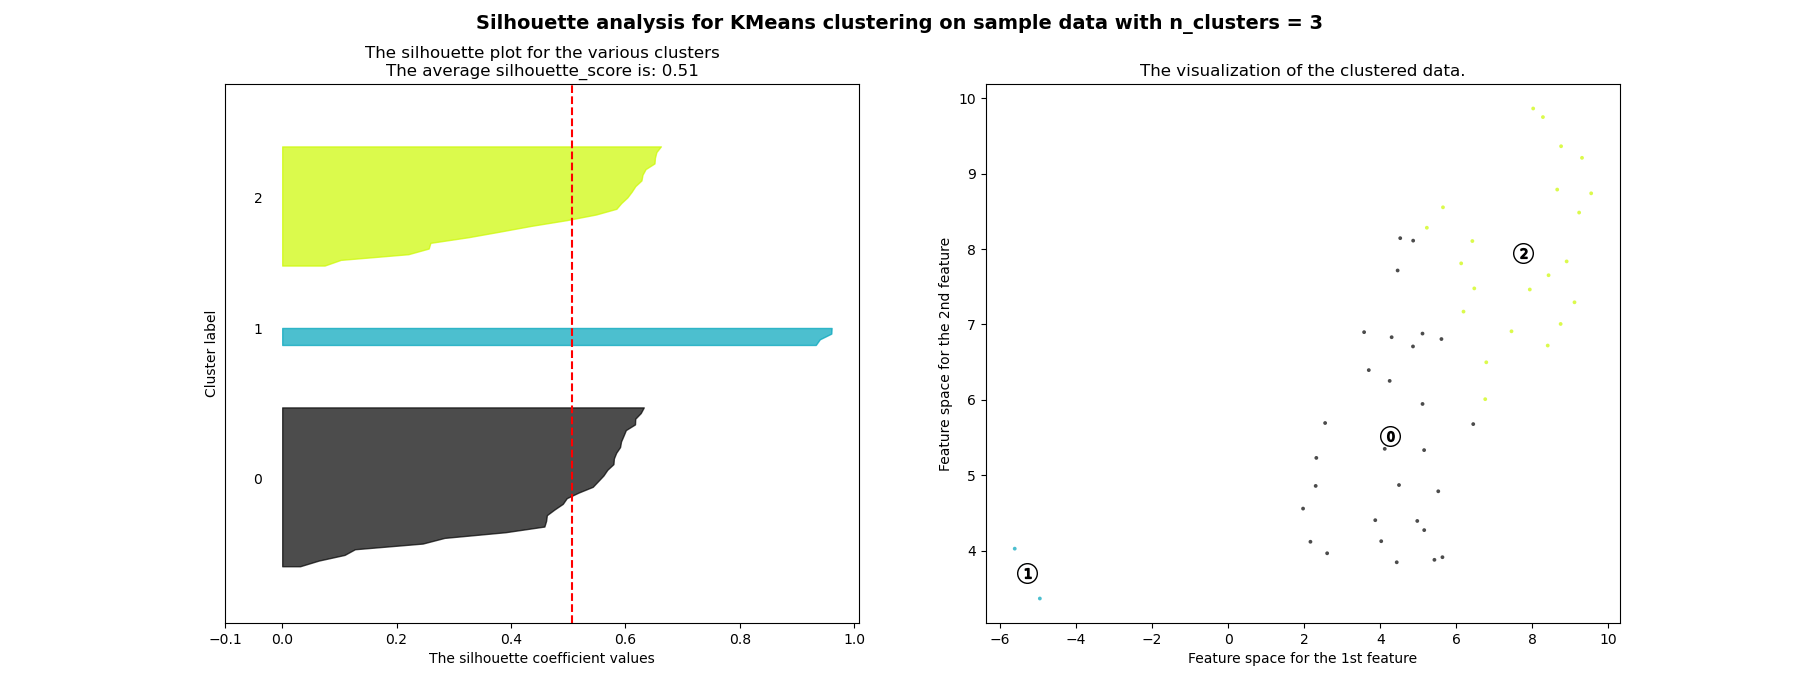 Silhouette analysis for KMeans clustering on sample data with n_clusters = 3
The silhouette plot for the various clusters
The average silhouette_score is: 0.51
Cluster label
2
1
0
−0.1 0.0 0.2 0.4 0.6 0.8 1.0
The silhouette coefficient values
The visualization of the clustered data.
Feature space for the 2nd feature
10
9
8
7
6
5
4
2
0
1
−6 −4 −2 0 2 4 6 8 10
Feature space for the 1st feature